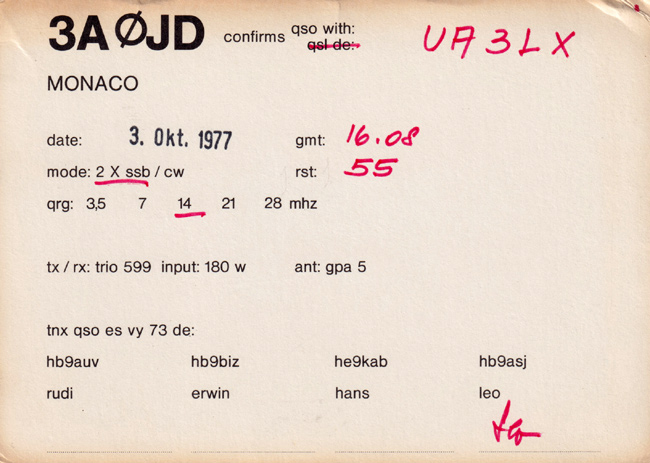 3A ØJD confirms qso with: UA3LX
qsl de:
MONACO
date: 3. Okt. 1977 gmt: 16.08
mode: 2 X ssb / cw rst: 55
qrg: 3,5 7 14 21 28 mhz
tx / rx: trio 599 input: 180 w ant: gpa 5
tnx qso es vy 73 de:
hb9auv hb9biz he9kab hb9asj
rudi erwin hans leo